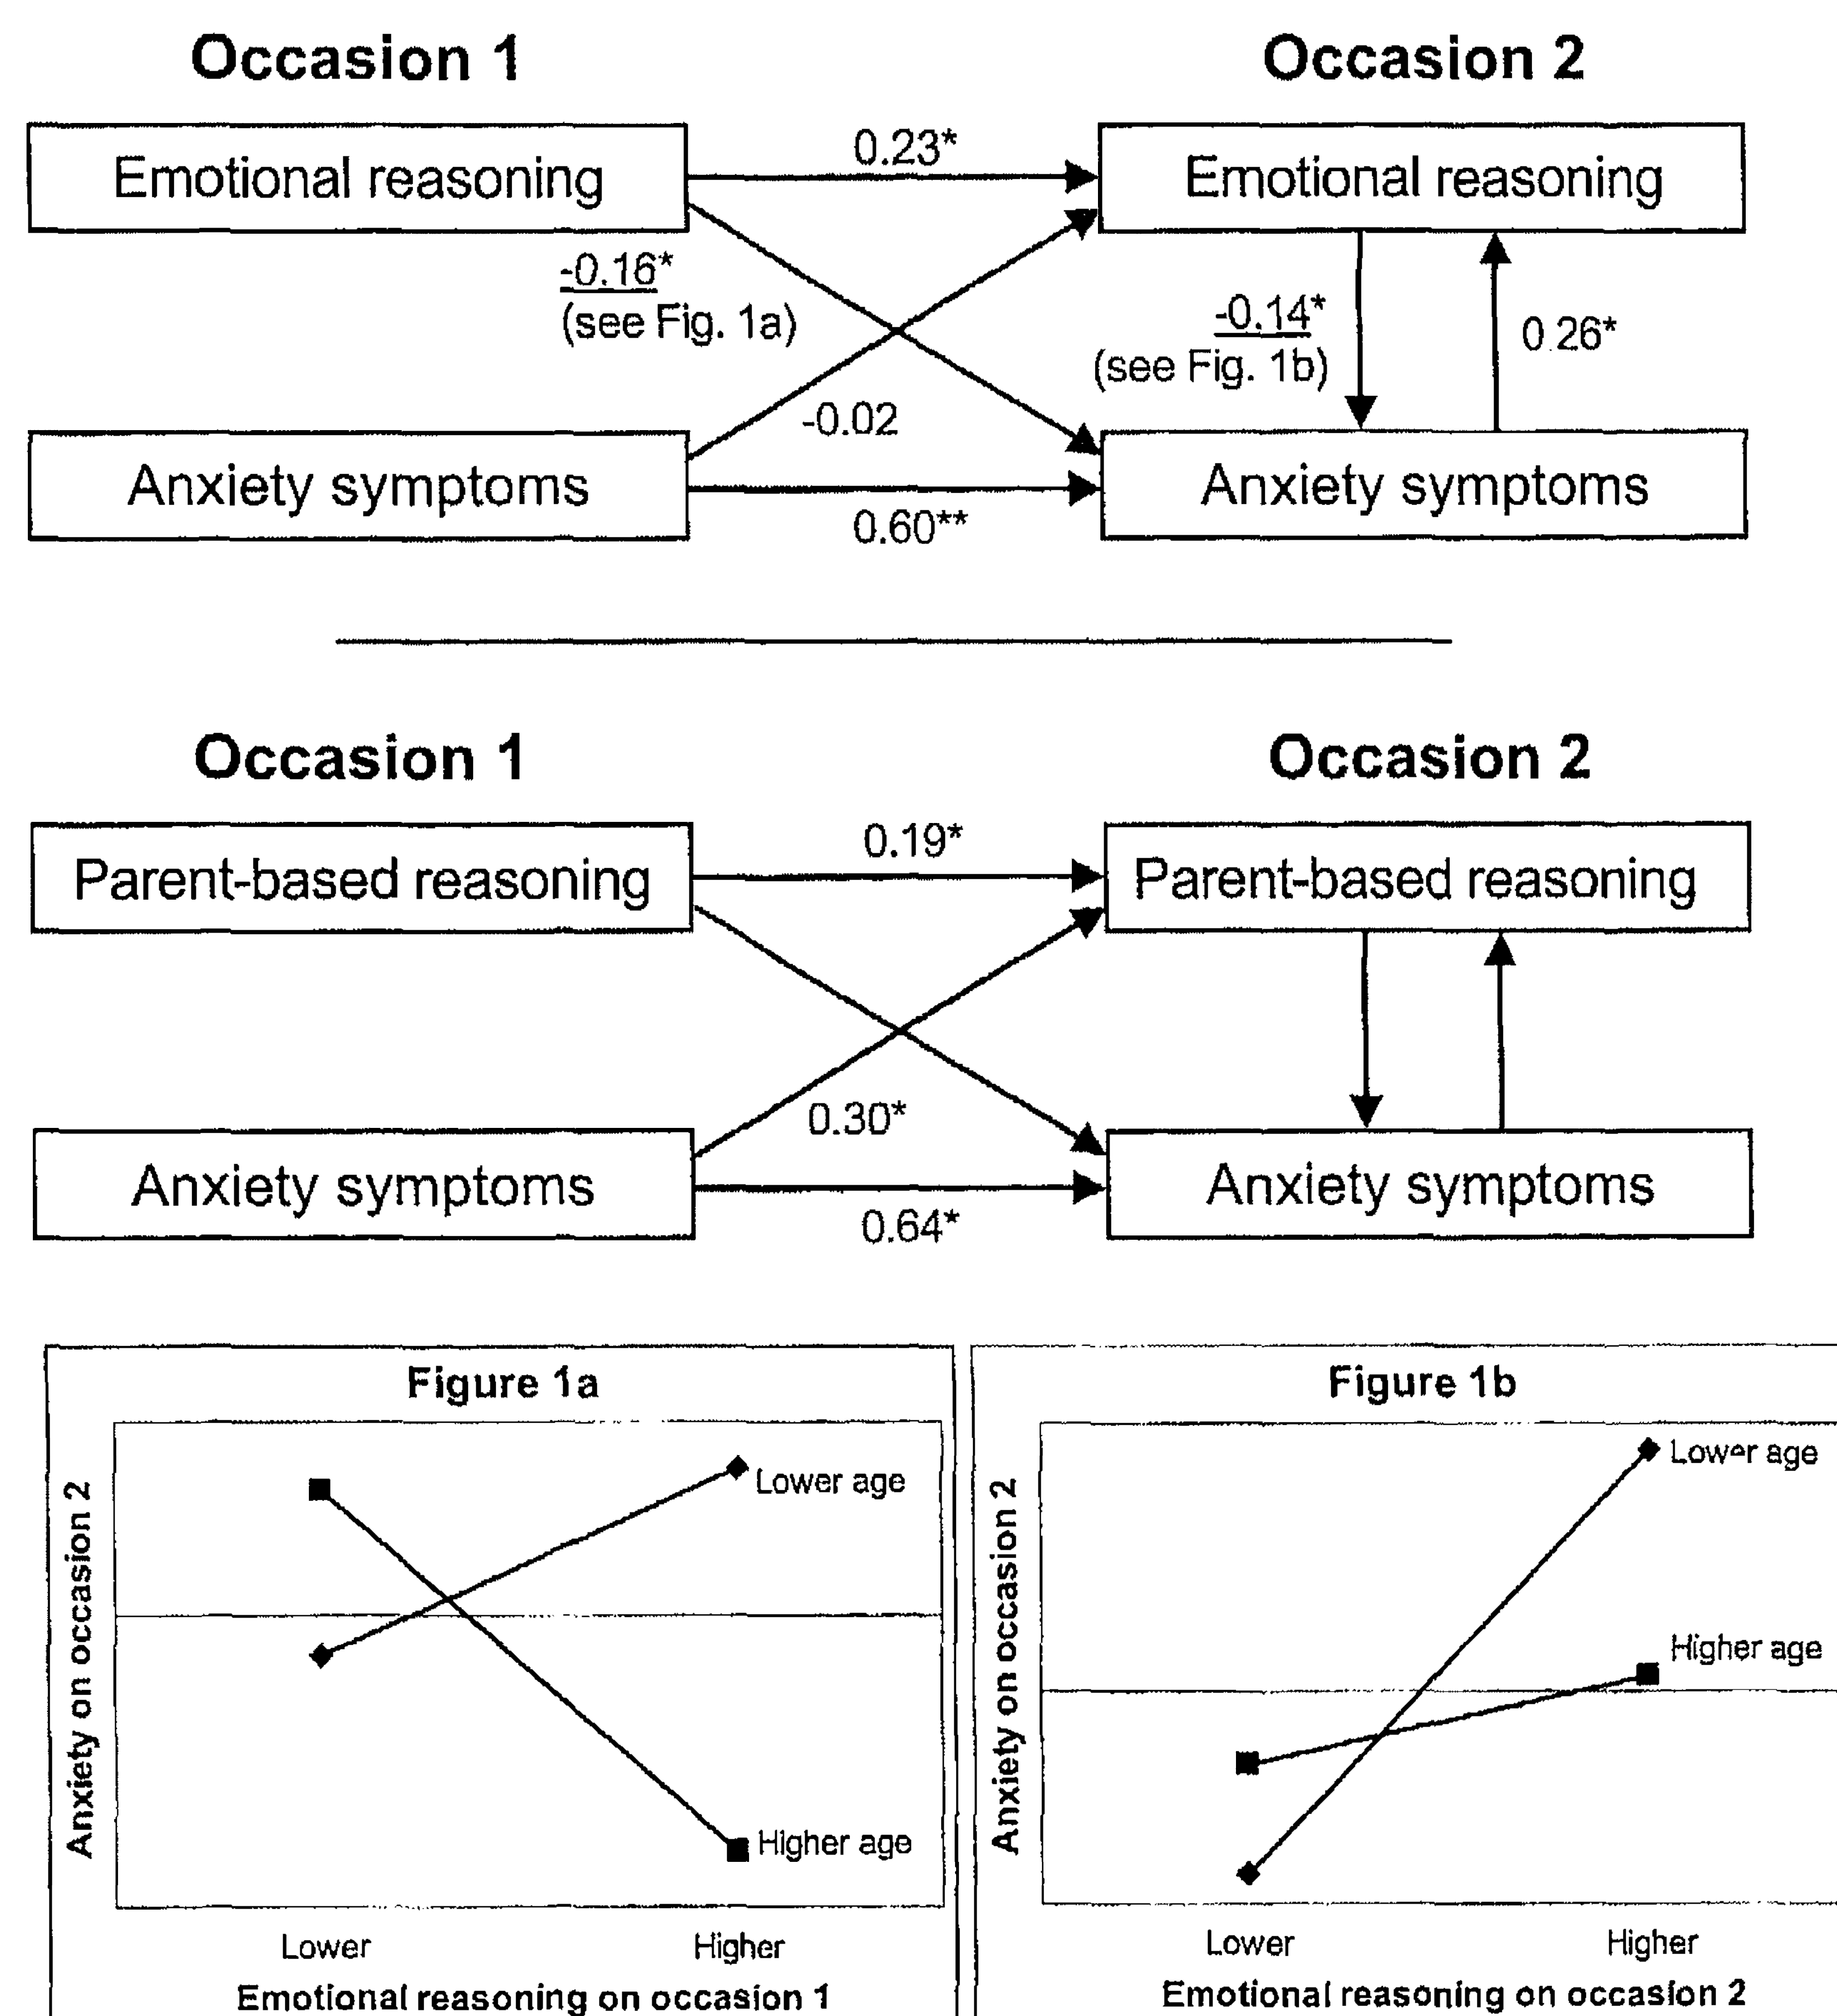 Occasion 1
Occasion 2
Emotional reasoning
0.23*
Emotional reasoning
-0.16*
(see Fig. 1a)
-0.14*
(see Fig. 1b)
0.26*
-0.02
Anxiety symptoms
0.60**
Anxiety symptoms
Occasion 1
Occasion 2
Parent-based reasoning
0.19*
Parent-based reasoning
0.30*
Anxiety symptoms
0.64*
Anxiety symptoms
Figure 1a
Anxiety on occasion 2
Lower age
Higher age
Lower
Higher
Emotional reasoning on occasion 1
Figure 1b
Anxiety on occasion 2
Lower age
Higher age
Lower
Higher
Emotional reasoning on occasion 2